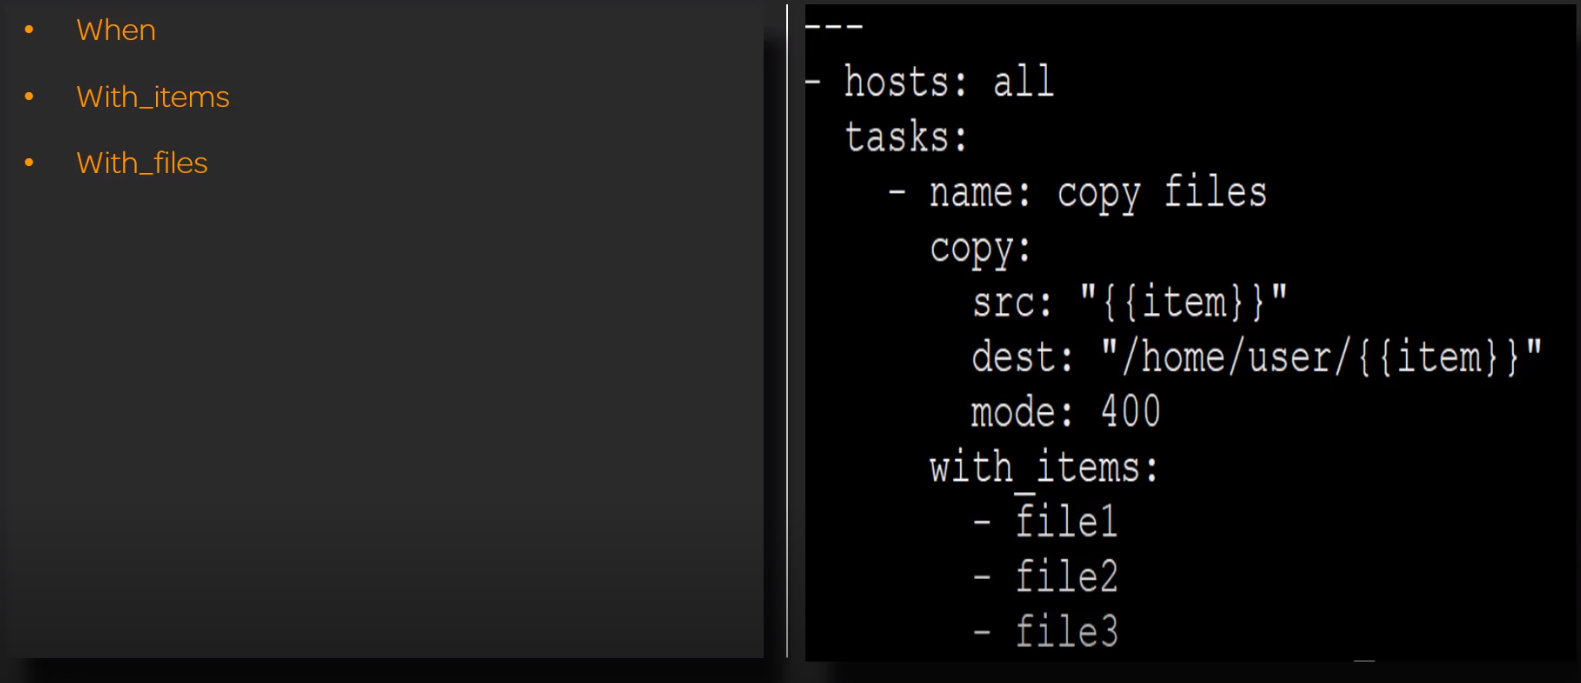 • When
• With_items
• With_files
---
- hosts: all
  tasks:
    - name: copy files
      copy:
        src: "{{item}}"
        dest: "/home/user/{{item}}"
        mode: 400
      with_items:
        - file1
        - file2
        - file3